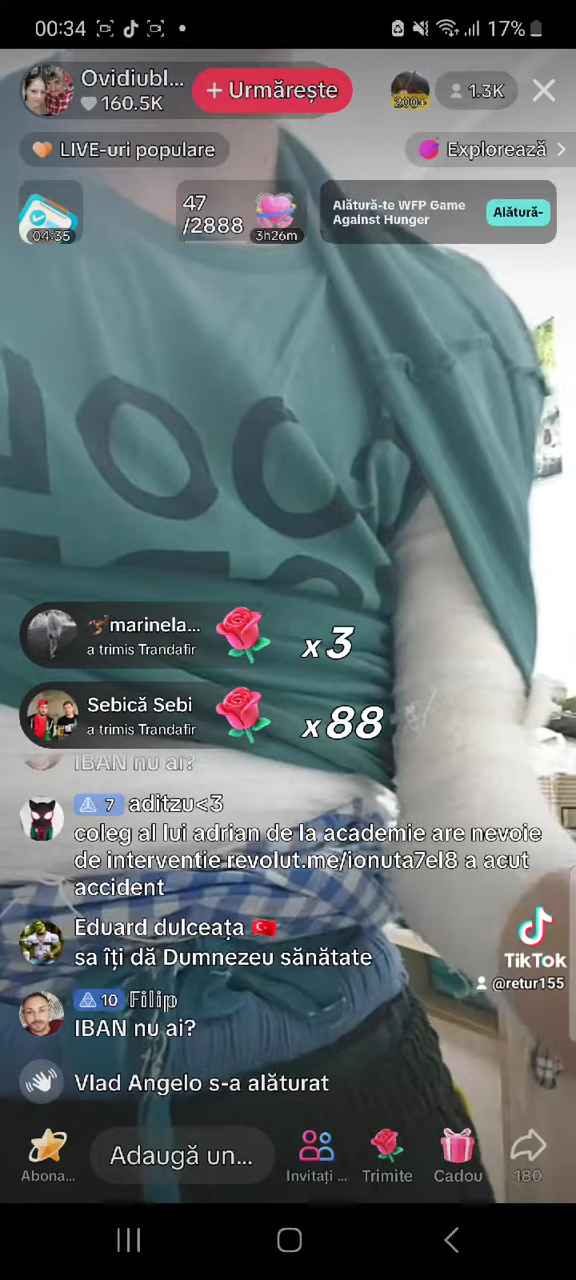 00:34
17%
Ovidiubl...
160.5K
+ Urmărește
200+
1.3K
LIVE-uri populare
Explorează
04:35
47
/2888
3h26m
Alătură-te WFP Game
Against Hunger
Alătură-
marinela...
a trimis Trandafir
x3
Sebică Sebi
a trimis Trandafir
x88
IBAN nu ai?
7 aditzu<3
coleg al lui adrian de la academie are nevoie
de interventie revolut.me/ionuta7el8 a acut
accident
Eduard dulceața
sa îți dă Dumnezeu sănătate
10 Filip
IBAN nu ai?
Vlad Angelo s-a alăturat
TikTok
@retur155
Abona...
Adaugă un...
Invitați ...
Trimite
Cadou
180